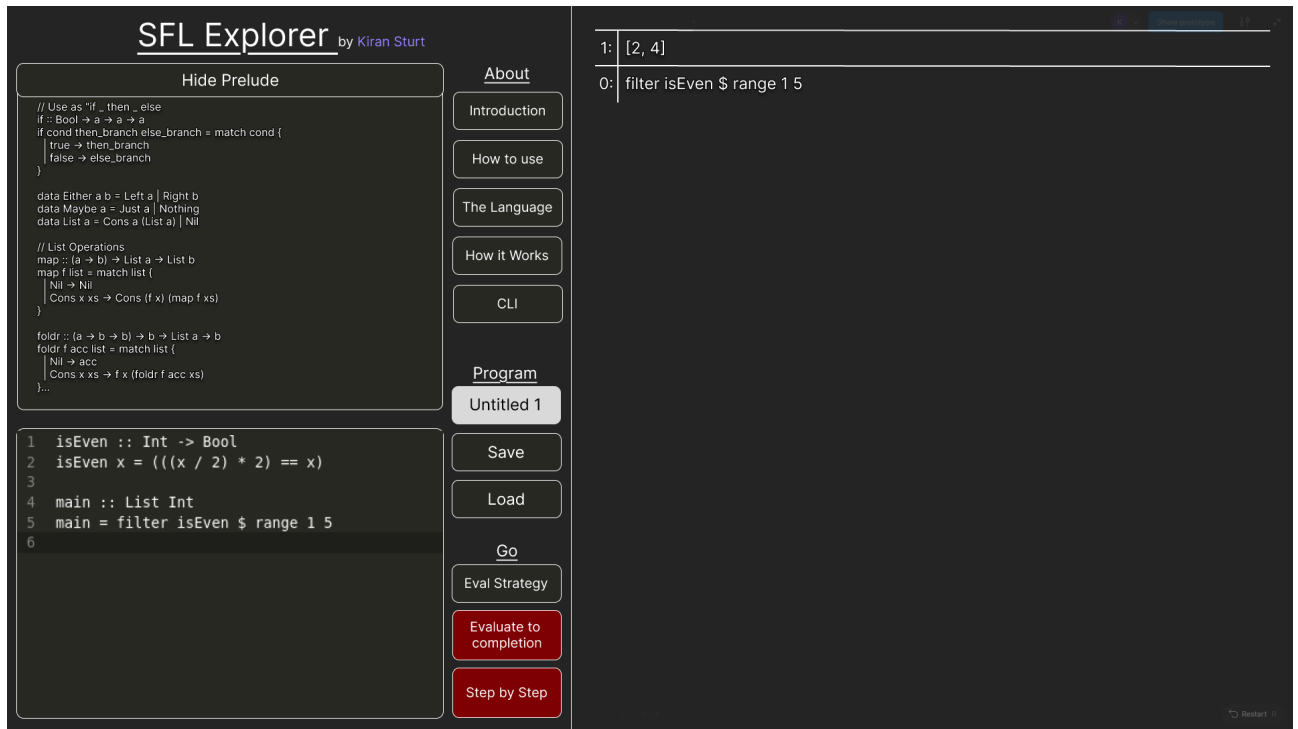 SFL Explorer by Kiran Sturt
Hide Prelude
// Use as "if _ then _ else
if :: Bool → a → a → a
if cond then_branch else_branch = match cond {
| true → then_branch
| false → else_branch
}
data Either a b = Left a | Right b
data Maybe a = Just a | Nothing
data List a = Cons a (List a) | Nil
// List Operations
map :: (a → b) → List a → List b
map f list = match list {
| Nil → Nil
| Cons x xs → Cons (f x) (map f xs)
}
foldr :: (a → b → b) → b → List a → b
foldr f acc list = match list {
| Nil → acc
| Cons x xs → f x (foldr f acc xs)
}...
1 isEven :: Int -> Bool
2 isEven x = (((x / 2) * 2) == x)
3
4 main :: List Int
5 main = filter isEven $ range 1 5
6
About
Introduction
How to use
The Language
How it Works
CLI
Program
Untitled 1
Save
Load
Go
Eval Strategy
Evaluate to
completion
Step by Step
K
Share prototype
1: [2, 4]
0: filter isEven $ range 1 5
Restart R